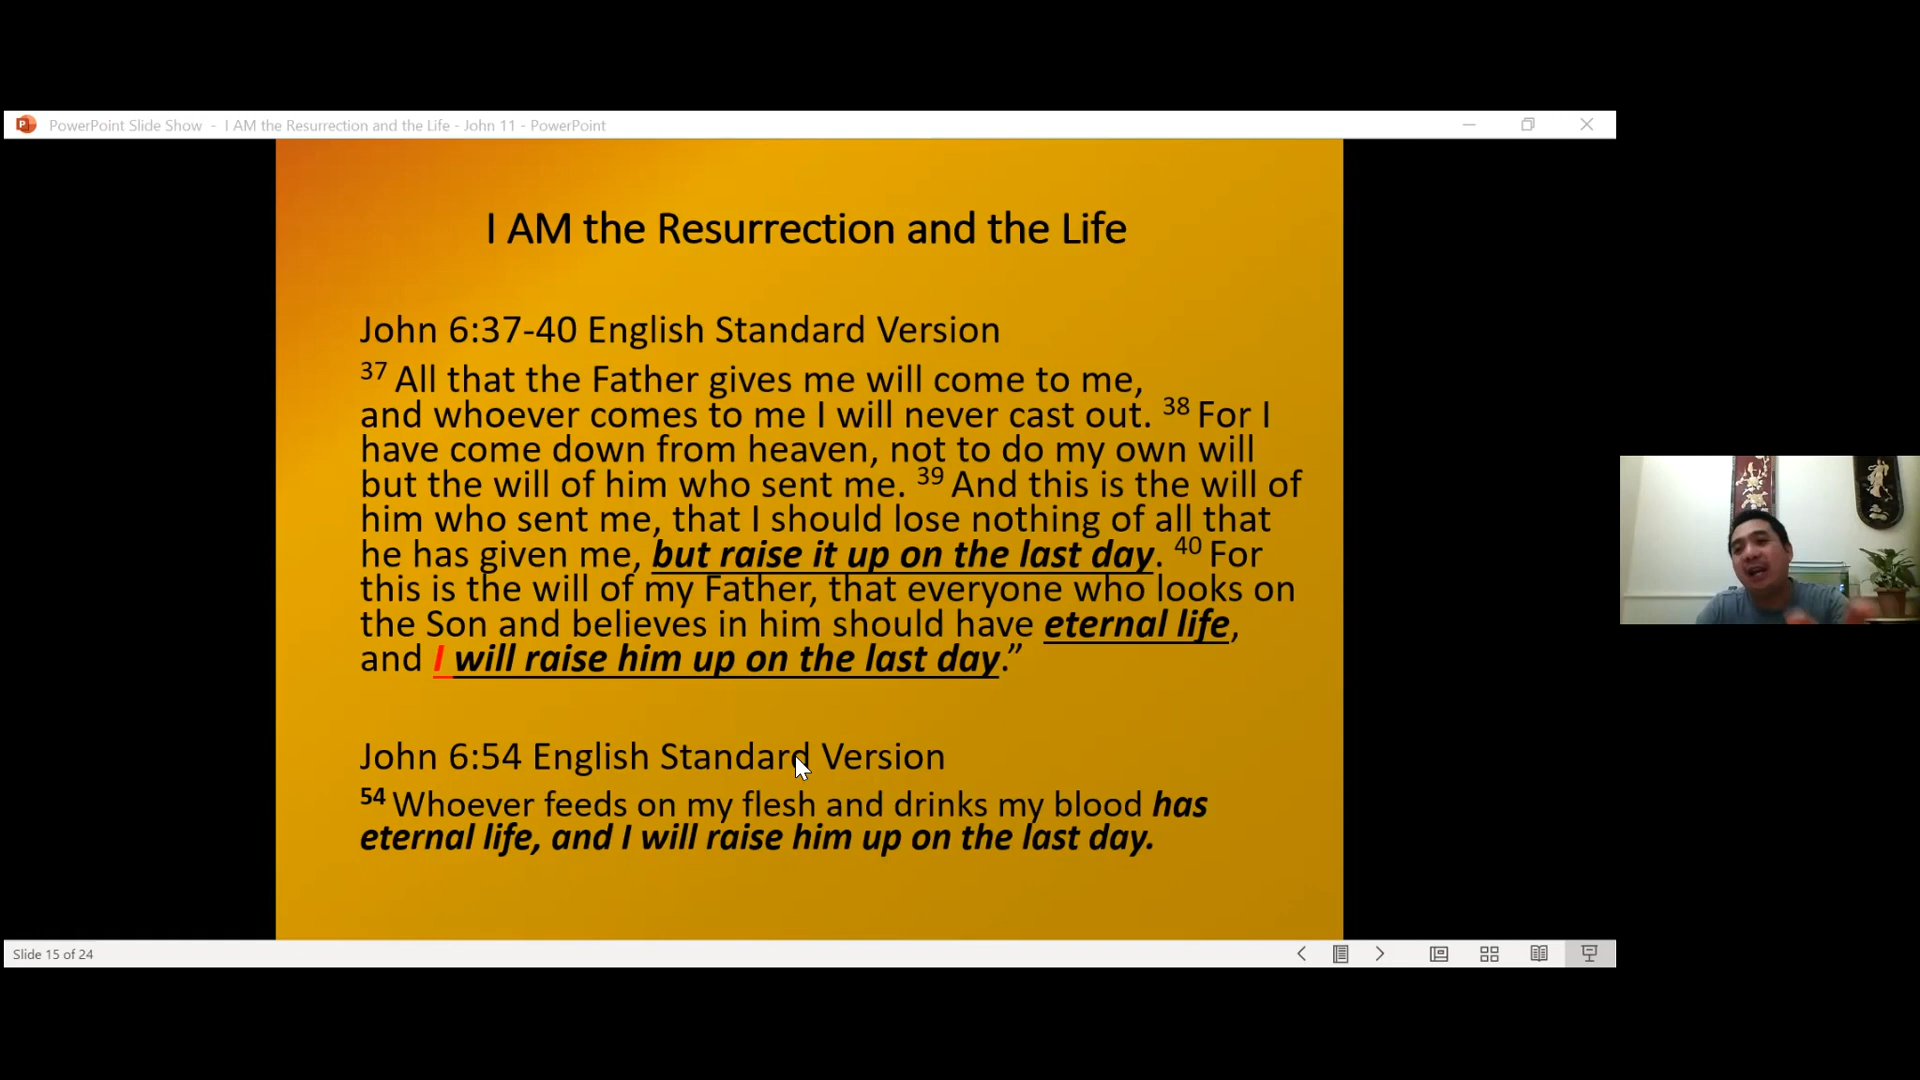 PowerPoint Slide Show - I AM the Resurrection and the Life - John 11 - PowerPoint
I AM the Resurrection and the Life
John 6:37-40 English Standard Version
37 All that the Father gives me will come to me,
and whoever comes to me I will never cast out. 38 For I
have come down from heaven, not to do my own will
but the will of him who sent me. 39 And this is the will of
him who sent me, that I should lose nothing of all that
he has given me, but raise it up on the last day. 40 For
this is the will of my Father, that everyone who looks on
the Son and believes in him should have eternal life,
and I will raise him up on the last day.”
John 6:54 English Standard Version
54 Whoever feeds on my flesh and drinks my blood has
eternal life, and I will raise him up on the last day.
Slide 15 of 24